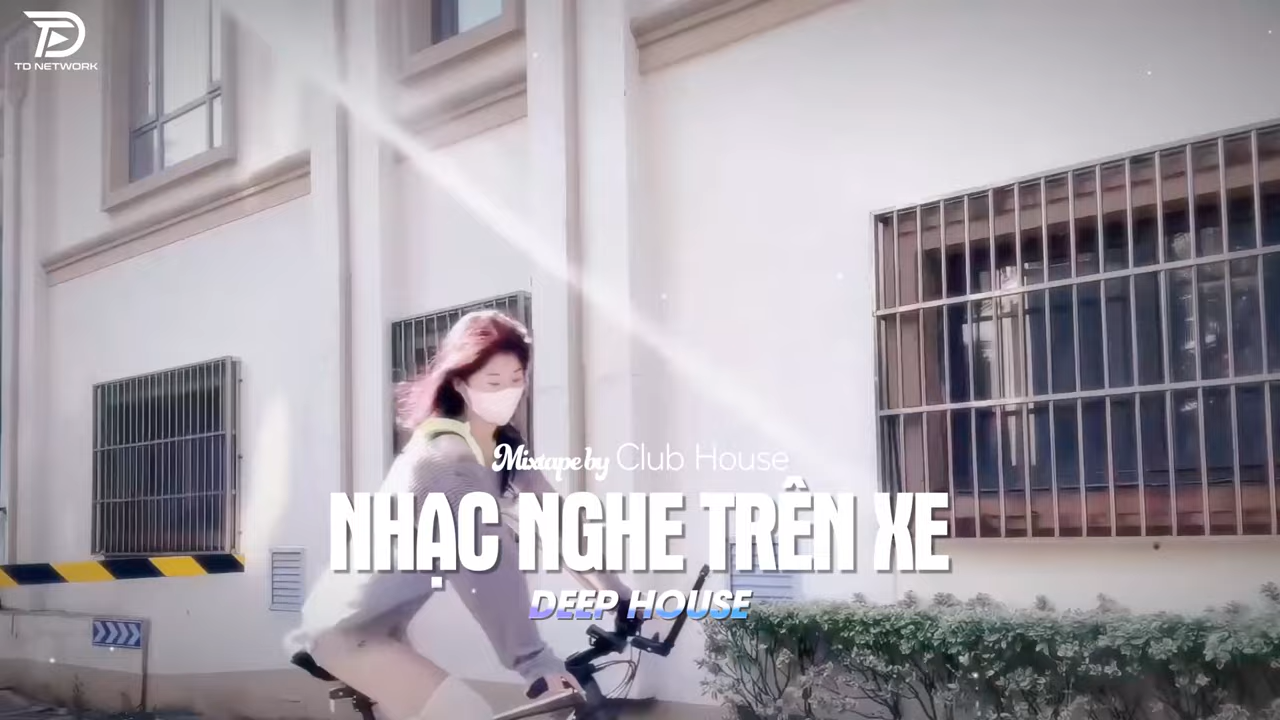 TD NETWORK
Mixtape by Club House
NHẠC NGHE TRÊN XE
DEEP HOUSE